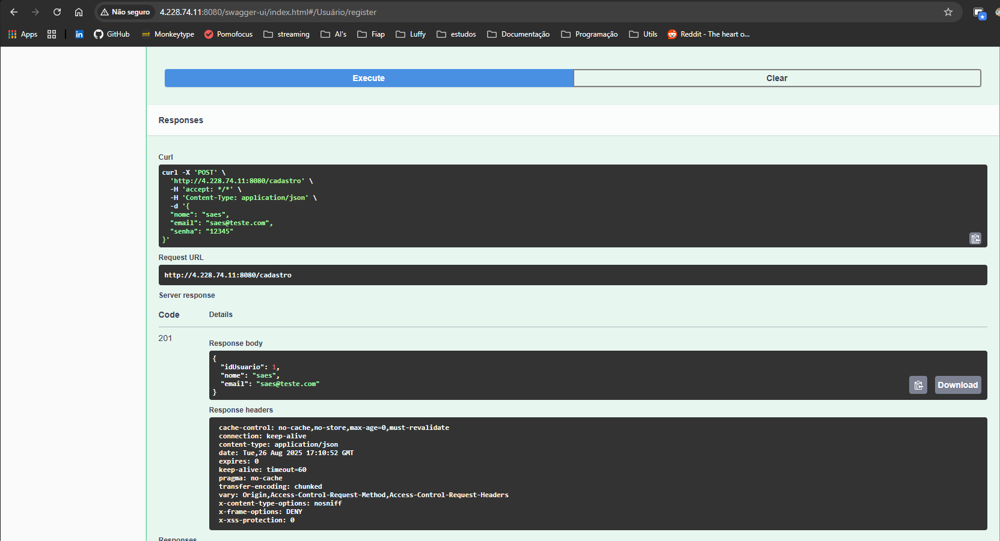 Não seguro 4.228.74.11:8080/swagger-ui/index.html#/Usuário/register
Apps in GitHub mt Monkeytype Pomofocus streaming AI's Fiap Luffy estudos Documentação Programação Utils Reddit - The heart o...
Execute Clear
Responses
Curl
curl -X 'POST' \
'http://4.228.74.11:8080/cadastro' \
-H 'accept: */*' \
-H 'Content-Type: application/json' \
-d '{
"nome": "saes",
"email": "saes@teste.com",
"senha": "12345"
}'
Request URL
http://4.228.74.11:8080/cadastro
Server response
Code Details
201
Response body
{
"idUsuario": 1,
"nome": "saes",
"email": "saes@teste.com"
}
Download
Response headers
cache-control: no-cache,no-store,max-age=0,must-revalidate
connection: keep-alive
content-type: application/json
date: Tue,26 Aug 2025 17:10:52 GMT
expires: 0
keep-alive: timeout=60
pragma: no-cache
transfer-encoding: chunked
vary: Origin,Access-Control-Request-Method,Access-Control-Request-Headers
x-content-type-options: nosniff
x-frame-options: DENY
x-xss-protection: 0
Responses